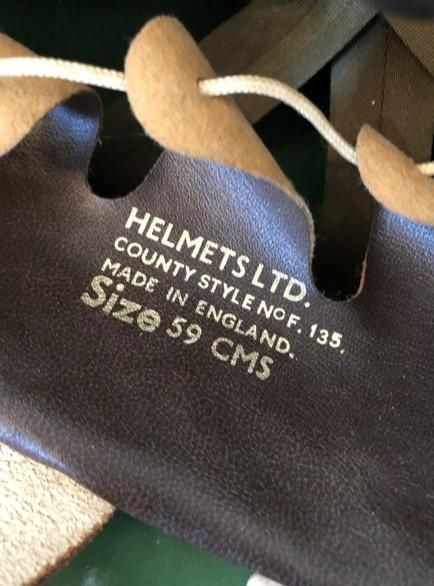 HELMETS LTD.
COUNTY STYLE No F. 135.
MADE IN ENGLAND.
Size 59 CMS